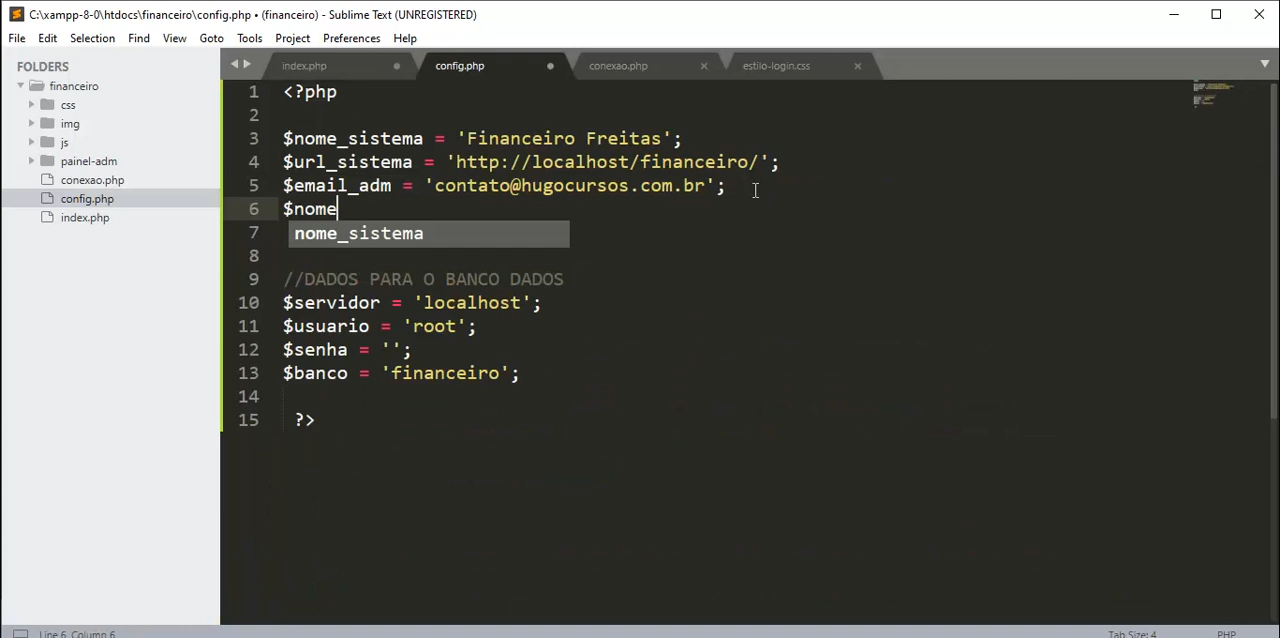 C:\xampp-8-0\htdocs\financeiro\config.php • (financeiro) - Sublime Text (UNREGISTERED)
File Edit Selection Find View Goto Tools Project Preferences Help
FOLDERS
financeiro
css
img
js
painel-adm
conexao.php
config.php
index.php
index.php config.php conexao.php estilo-login.css
1 <?php
2
3 $nome_sistema = 'Financeiro Freitas';
4 $url_sistema = 'http://localhost/financeiro/';
5 $email_adm = 'contato@hugocursos.com.br';
6 $nome
7 nome_sistema
8
9 //DADOS PARA O BANCO DADOS
10 $servidor = 'localhost';
11 $usuario = 'root';
12 $senha = '';
13 $banco = 'financeiro';
14
15 ?>
Line 6, Column 6 Tab Size: 4 PHP